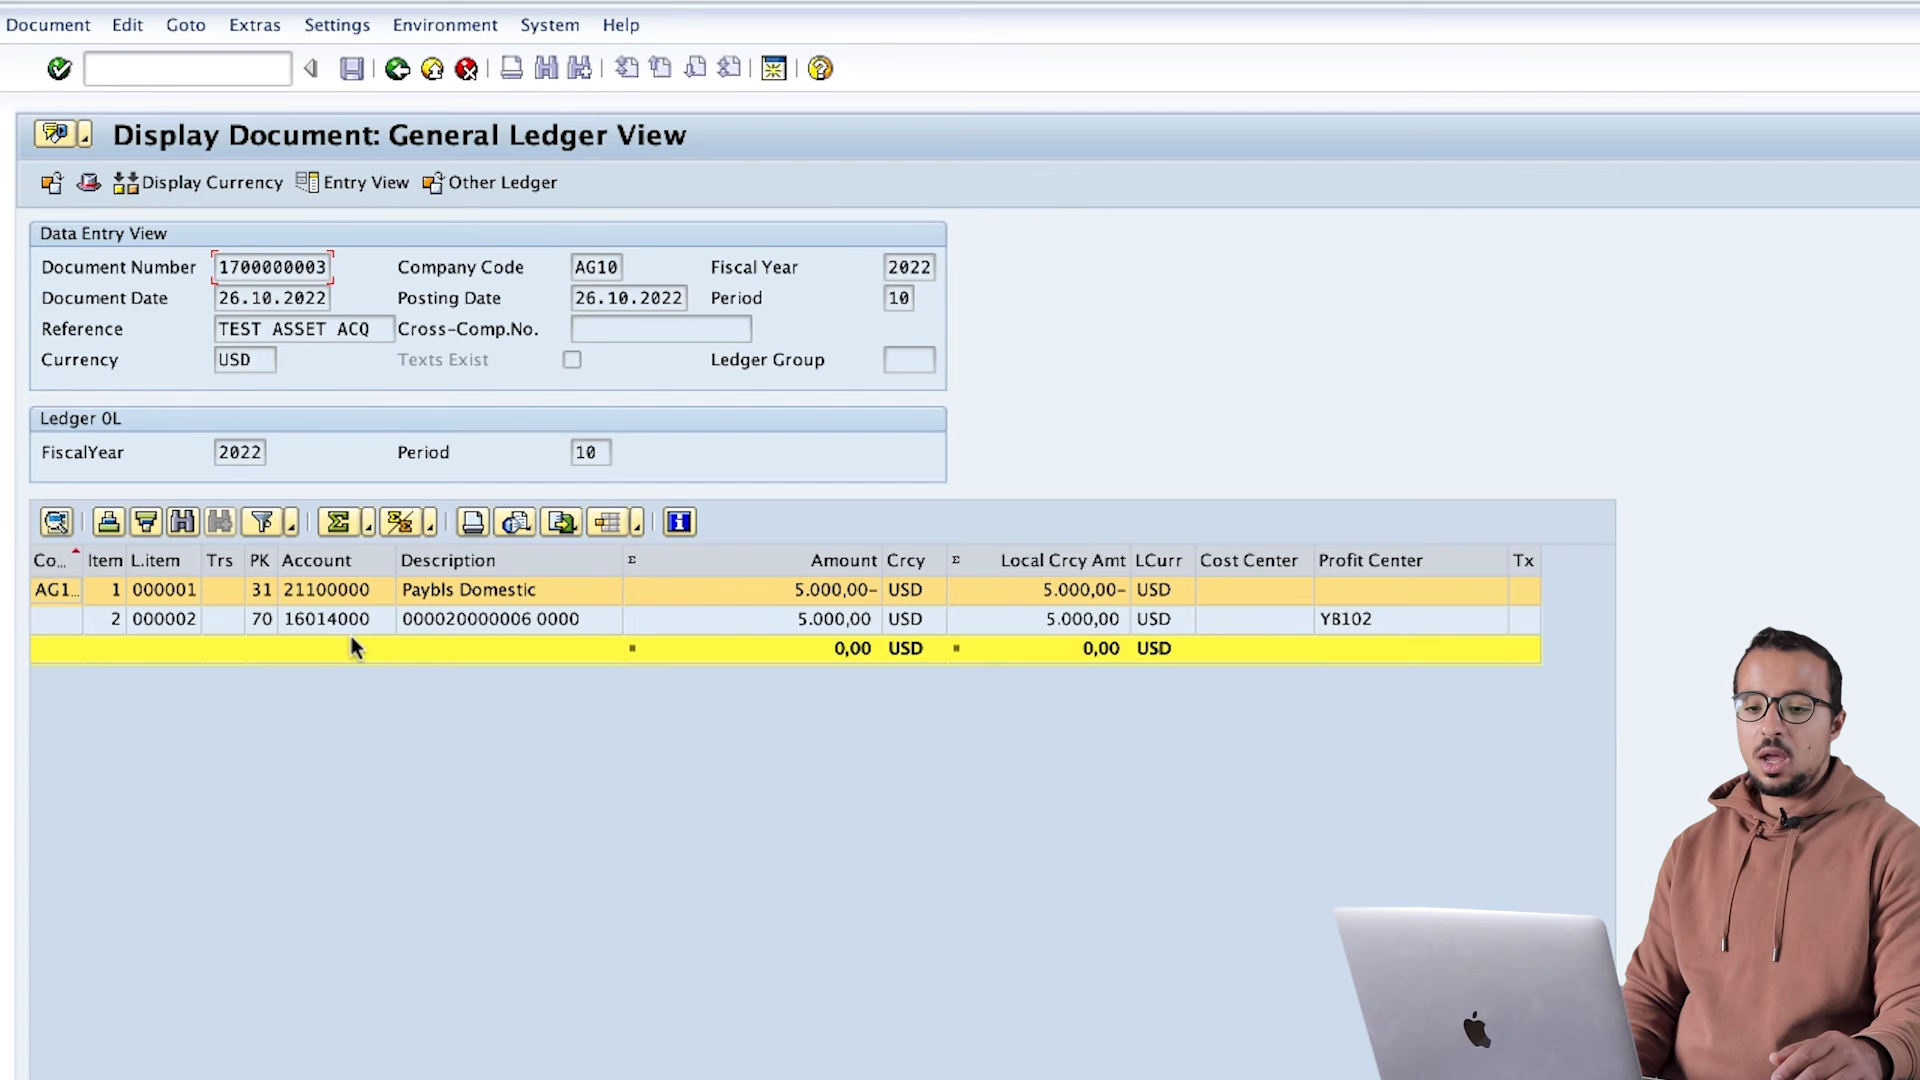 Document Edit Goto Extras Settings Environment System Help
Display Document: General Ledger View
Display Currency Entry View Other Ledger
Data Entry View
Document Number 1700000003 Company Code AG10 Fiscal Year 2022
Document Date 26.10.2022 Posting Date 26.10.2022 Period 10
Reference TEST ASSET ACQ Cross-Comp.No.
Currency USD Texts Exist Ledger Group
Ledger 0L
FiscalYear 2022 Period 10
Co... Item L.item Trs PK Account Description Σ Amount Crcy Σ Local Crcy Amt LCurr Cost Center Profit Center Tx
AG1... 1 000001 31 21100000 Paybls Domestic 5.000,00- USD 5.000,00- USD
2 000002 70 16014000 000020000006 0000 5.000,00 USD 5.000,00 USD YB102
0,00 USD 0,00 USD